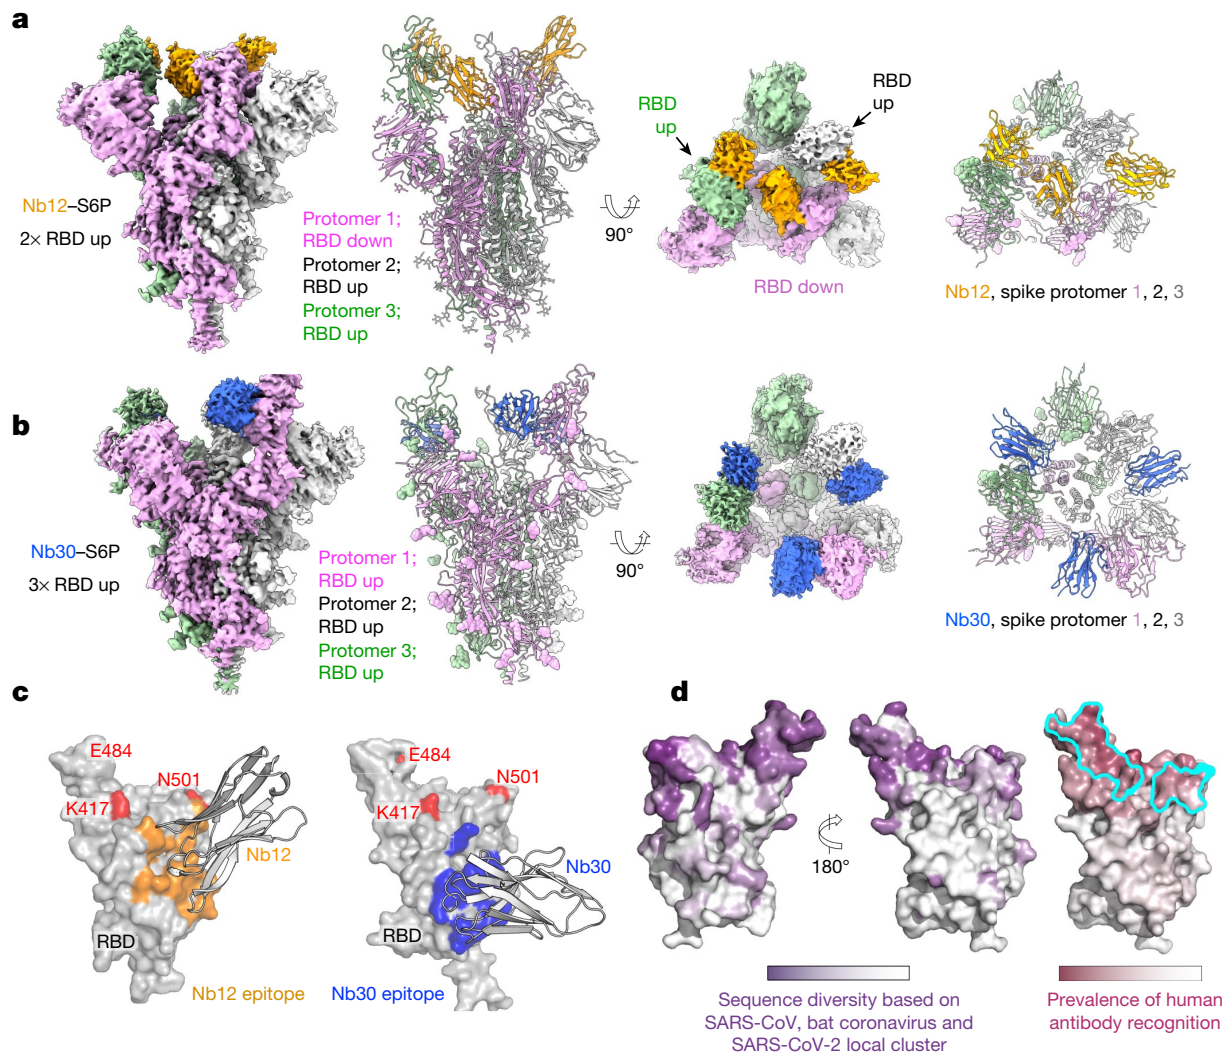 a
Nb12–S6P
2× RBD up
Protomer 1;
RBD down
Protomer 2;
RBD up
Protomer 3;
RBD up
90°
RBD
up
RBD
up
RBD down
Nb12, spike protomer 1, 2, 3
b
Nb30–S6P
3× RBD up
Protomer 1;
RBD up
Protomer 2;
RBD up
Protomer 3;
RBD up
90°
Nb30, spike protomer 1, 2, 3
c
E484
N501
K417
Nb12
RBD
Nb12 epitope
E484
N501
K417
Nb30
RBD
Nb30 epitope
d
180°
Sequence diversity based on
SARS-CoV, bat coronavirus and
SARS-CoV-2 local cluster
Prevalence of human
antibody recognition